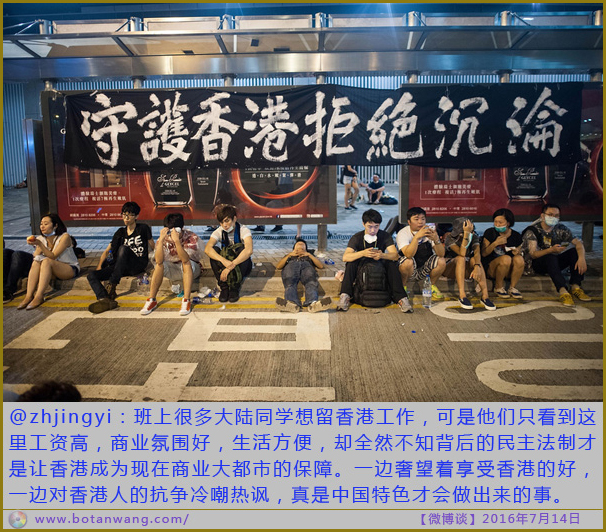 守護香港拒絶沉淪
FREE
BUS
@zhjingyi：班上很多大陆同学想留香港工作，可是他们只看到这
里工资高，商业氛围好，生活方便，却全然不知背后的民主法制才
是让香港成为现在商业大都市的保障。一边奢望着享受香港的好，
一边对香港人的抗争冷嘲热讽，真是中国特色才会做出来的事。
www.botanwang.com/ 【微博谈】2016年7月14日